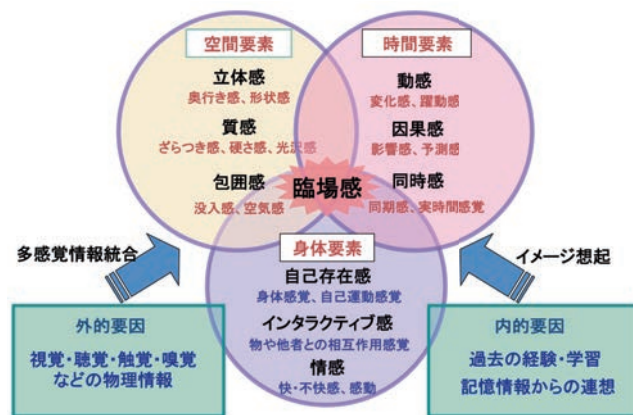 空間要素
立体感
奥行き感、形状感
質感
ざらつき感、硬さ感、光沢感
包囲感
没入感、空気感
時間要素
動感
変化感、躍動感
因果感
影響感、予測感
同時感
同期感、実時間感覚
臨場感
身体要素
自己存在感
身体感覚、自己運動感覚
インタラクティブ感
物や他者との相互作用感覚
情感
快・不快感、感動
多感覚情報統合
外的要因
視覚・聴覚・触覚・嗅覚
などの物理情報
イメージ想起
内的要因
過去の経験・学習
記憶情報からの連想